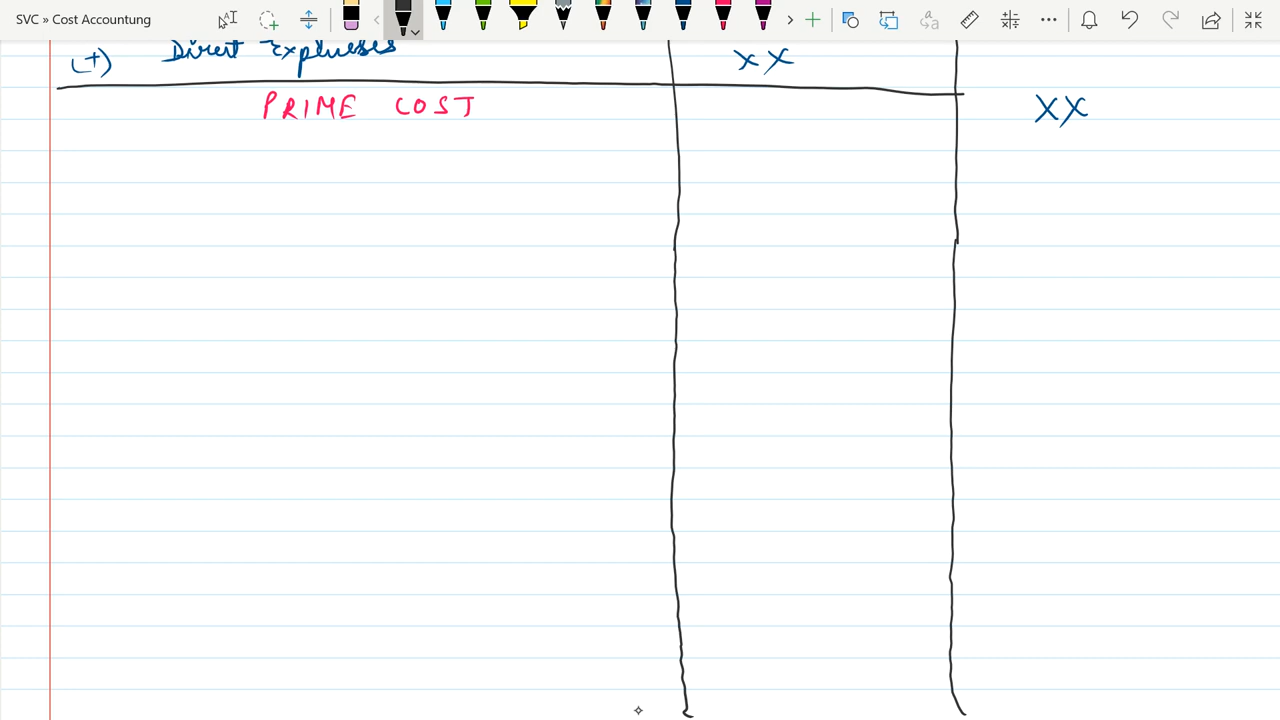 SVC » Cost Accountung
(+) Direct Expenses XX
PRIME COST XX